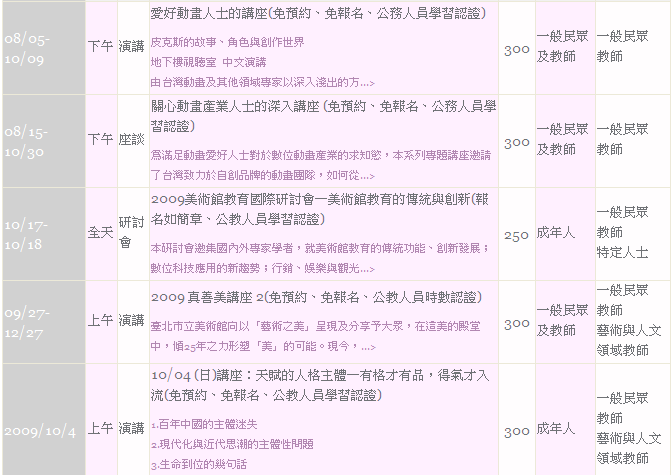 愛好動畫人士的講座(免預約、免報名、公務人員學習認證)
08/05-
10/09
下午
演講
皮克斯的故事、角色與創作世界
地下樓視聽室 中文演講
由台灣動畫及其他領域專家以深入淺出的方...>
300
一般民眾
及教師
一般民眾
教師
關心動畫產業人士的深入講座 (免預約、免報名、公務人員學
習認證)
08/15-
10/30
下午
座談
為滿足動畫愛好人士對於數位動畫產業的求知慾，本系列專題講座邀請
了台灣致力於自創品牌的動畫團隊，如何從...>
300
一般民眾
及教師
一般民眾
教師
2009美術館教育國際研討會—美術館教育的傳統與創新(報
名如簡章、公教人員學習認證)
10/17-
10/18
全天
研討
會
本研討會邀集國內外專家學者，就美術館教育的傳統功能、創新發展；
數位科技應用的新趨勢；行銷、娛樂與觀光...>
250
成年人
一般民眾
教師
特定人士
2009 真善美講座 2(免預約、免報名、公教人員時數認證)
09/27-
12/27
上午
演講
臺北市立美術館向以「藝術之美」呈現及分享予大眾，在這美的殿堂
中，傾25年之力形塑「美」的可能。現今，...>
300
一般民眾
及教師
一般民眾
教師
藝術與人文
領域教師
10/04 (日)講座：天賦的人格主體—有格才有品，得氣才入
流(免預約、免報名、公教人員學習認證)
2009/10/4
上午
演講
1.百年中國的主體迷失
2.現代化與近代思潮的主體性問題
3.生命到位的幾句話
300
成年人
一般民眾
教師
藝術與人文
領域教師